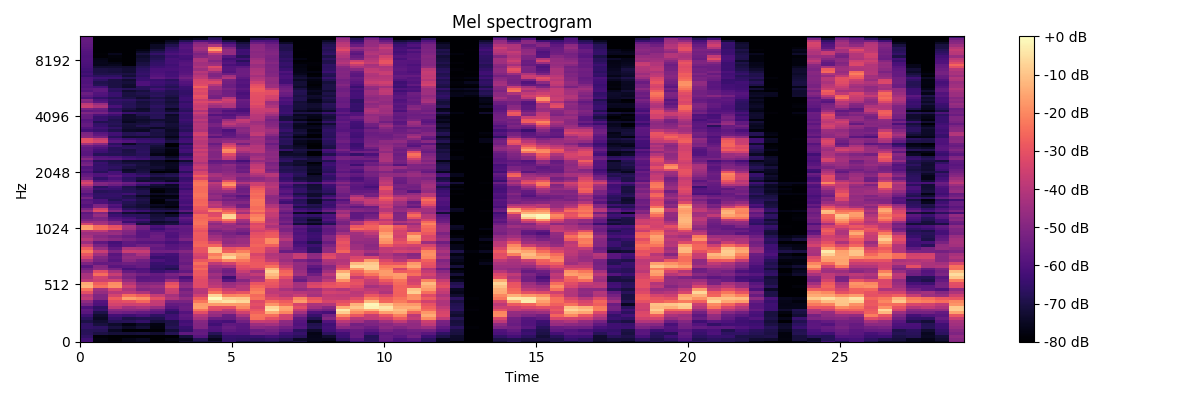 Mel spectrogram
8192
4096
2048
1024
512
0
Hz
0 5 10 15 20 25
Time
+0 dB
-10 dB
-20 dB
-30 dB
-40 dB
-50 dB
-60 dB
-70 dB
-80 dB